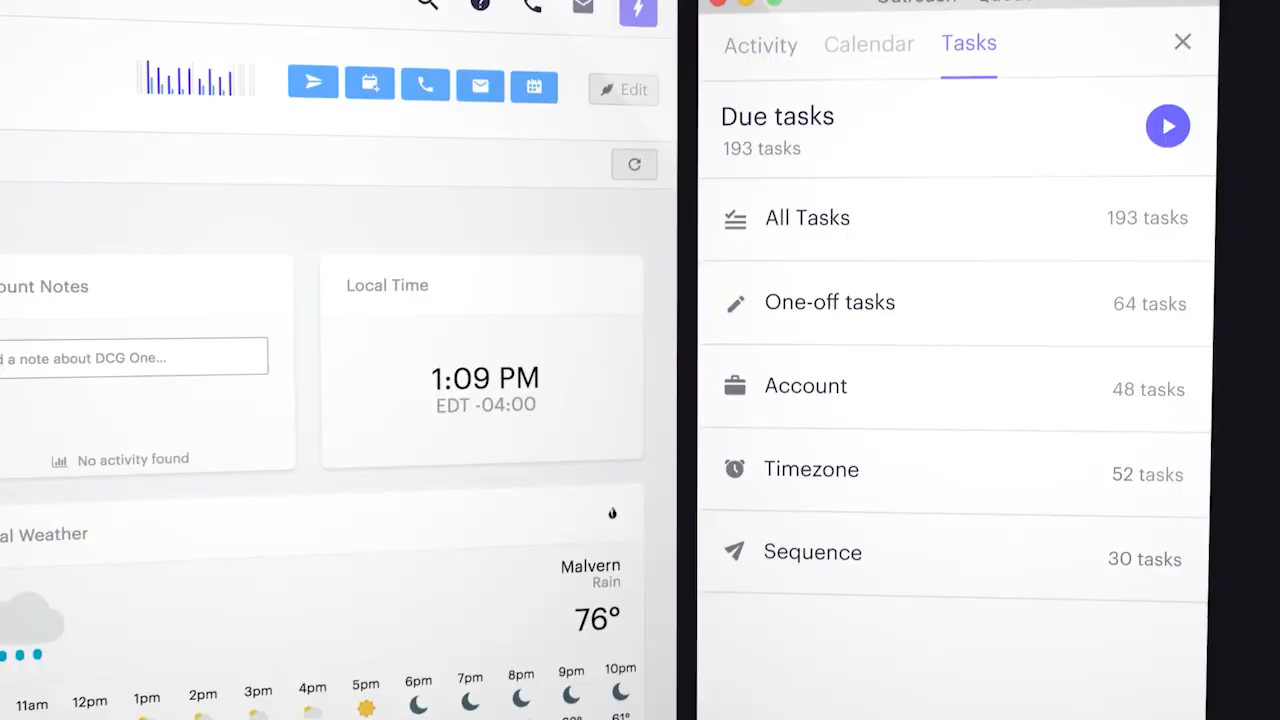 Edit
ount Notes
d a note about DCG One...
No activity found
Local Time
1:09 PM
EDT -04:00
al Weather
Malvern
Rain
76°
11am 12pm 1pm 2pm 3pm 4pm 5pm 6pm 7pm 8pm 9pm 10pm
61°
Activity Calendar Tasks
Due tasks
193 tasks
All Tasks 193 tasks
One-off tasks 64 tasks
Account 48 tasks
Timezone 52 tasks
Sequence 30 tasks